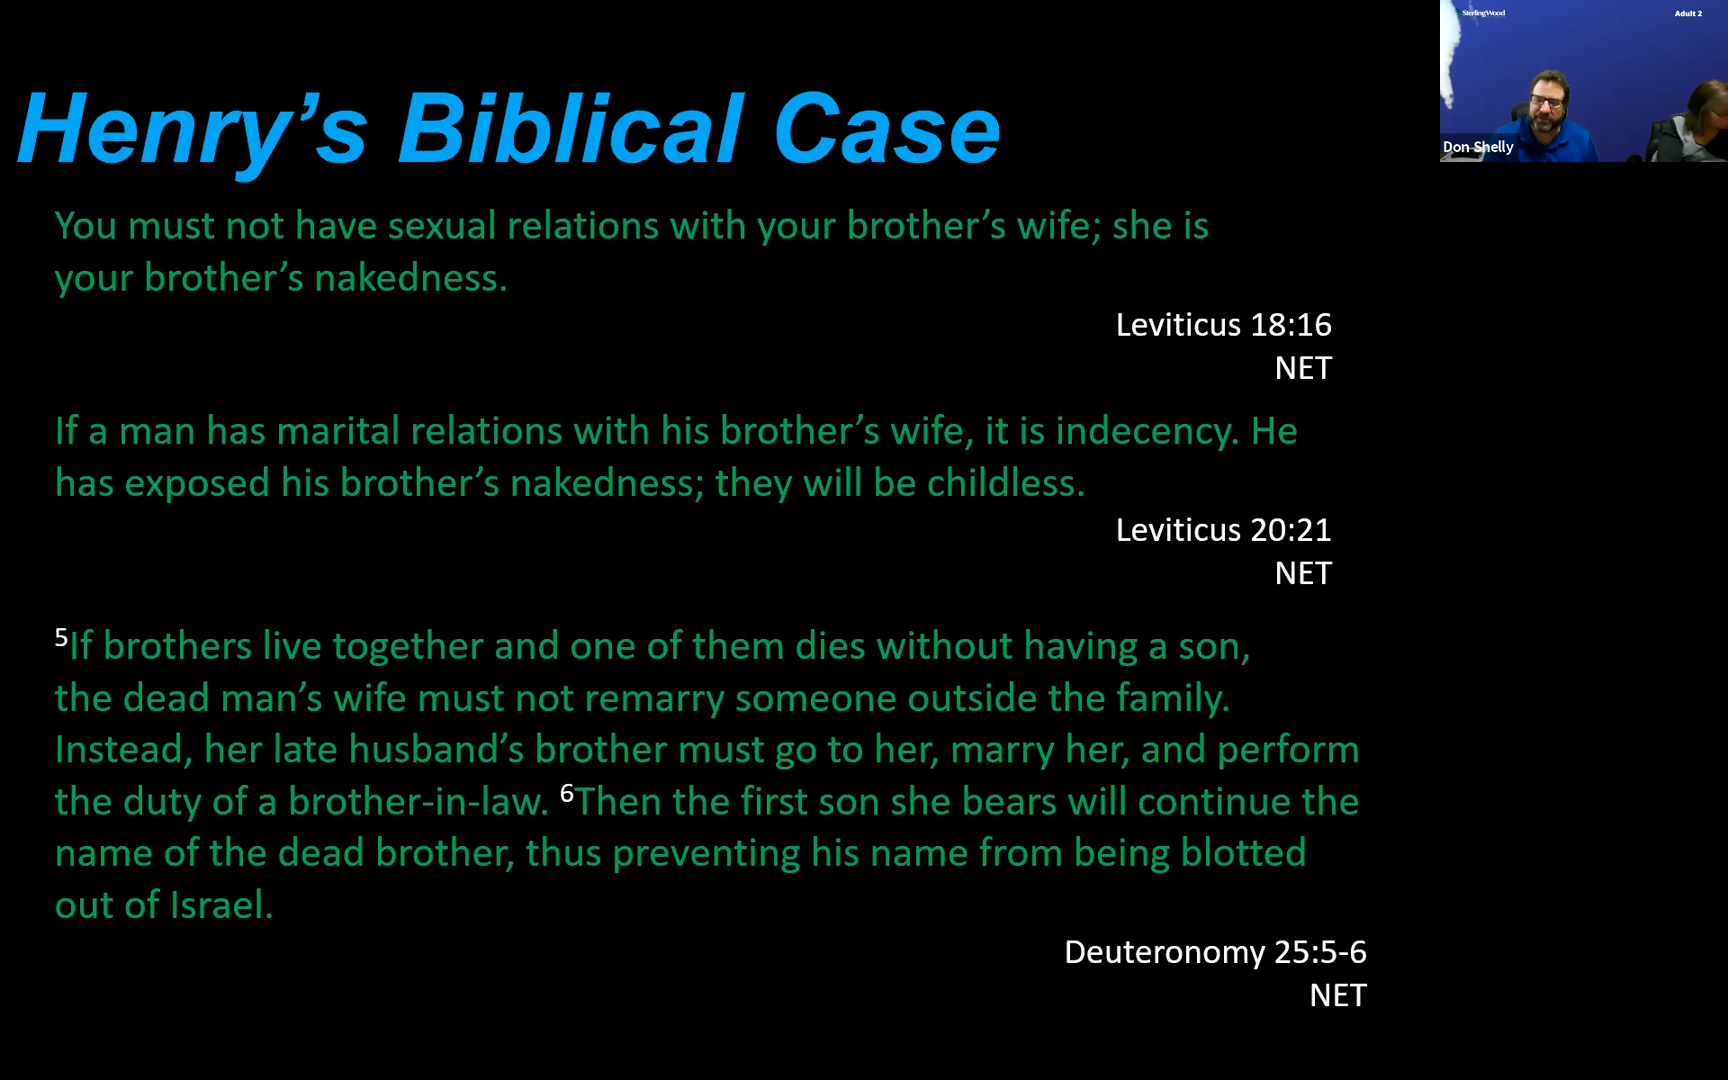 SterlingWood
Adult 2
Don Shelly
Henry’s Biblical Case
You must not have sexual relations with your brother’s wife; she is
your brother’s nakedness.
Leviticus 18:16
NET
If a man has marital relations with his brother’s wife, it is indecency. He
has exposed his brother’s nakedness; they will be childless.
Leviticus 20:21
NET
5If brothers live together and one of them dies without having a son,
the dead man’s wife must not remarry someone outside the family.
Instead, her late husband’s brother must go to her, marry her, and perform
the duty of a brother-in-law. 6Then the first son she bears will continue the
name of the dead brother, thus preventing his name from being blotted
out of Israel.
Deuteronomy 25:5-6
NET